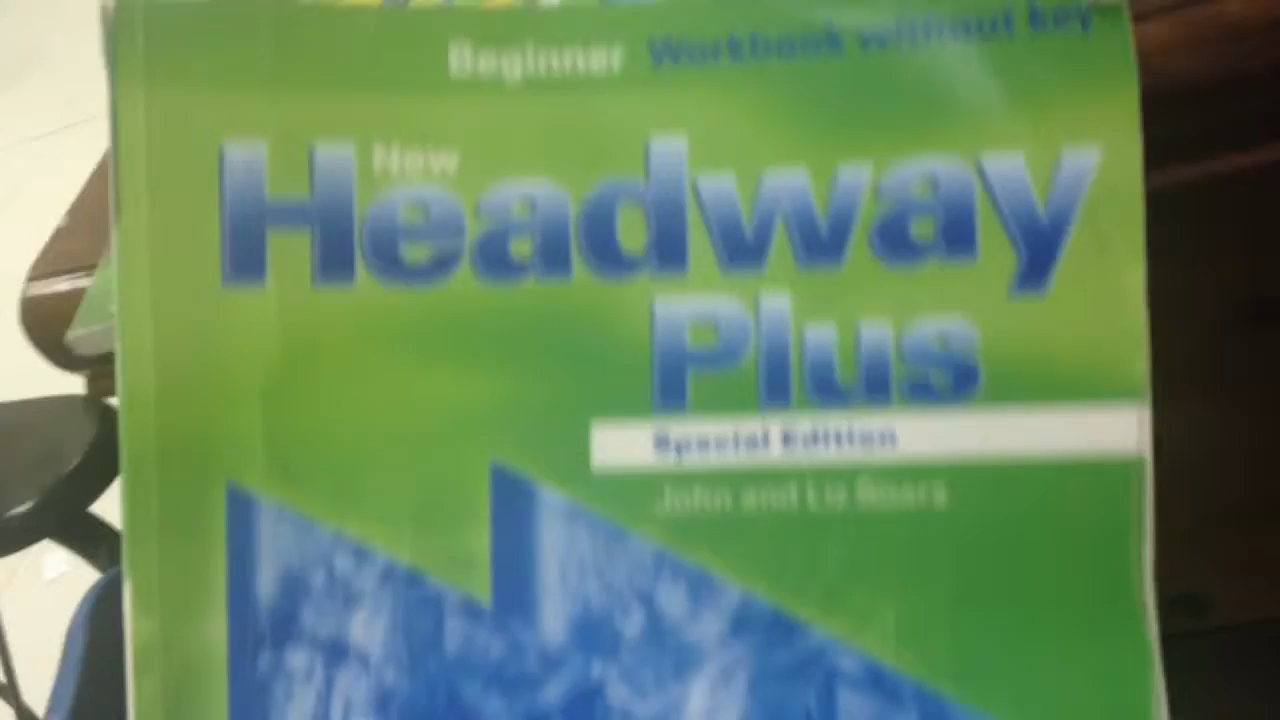 Beginner Workbook without key
New
Headway
Plus
Special Edition
John and Liz Soars